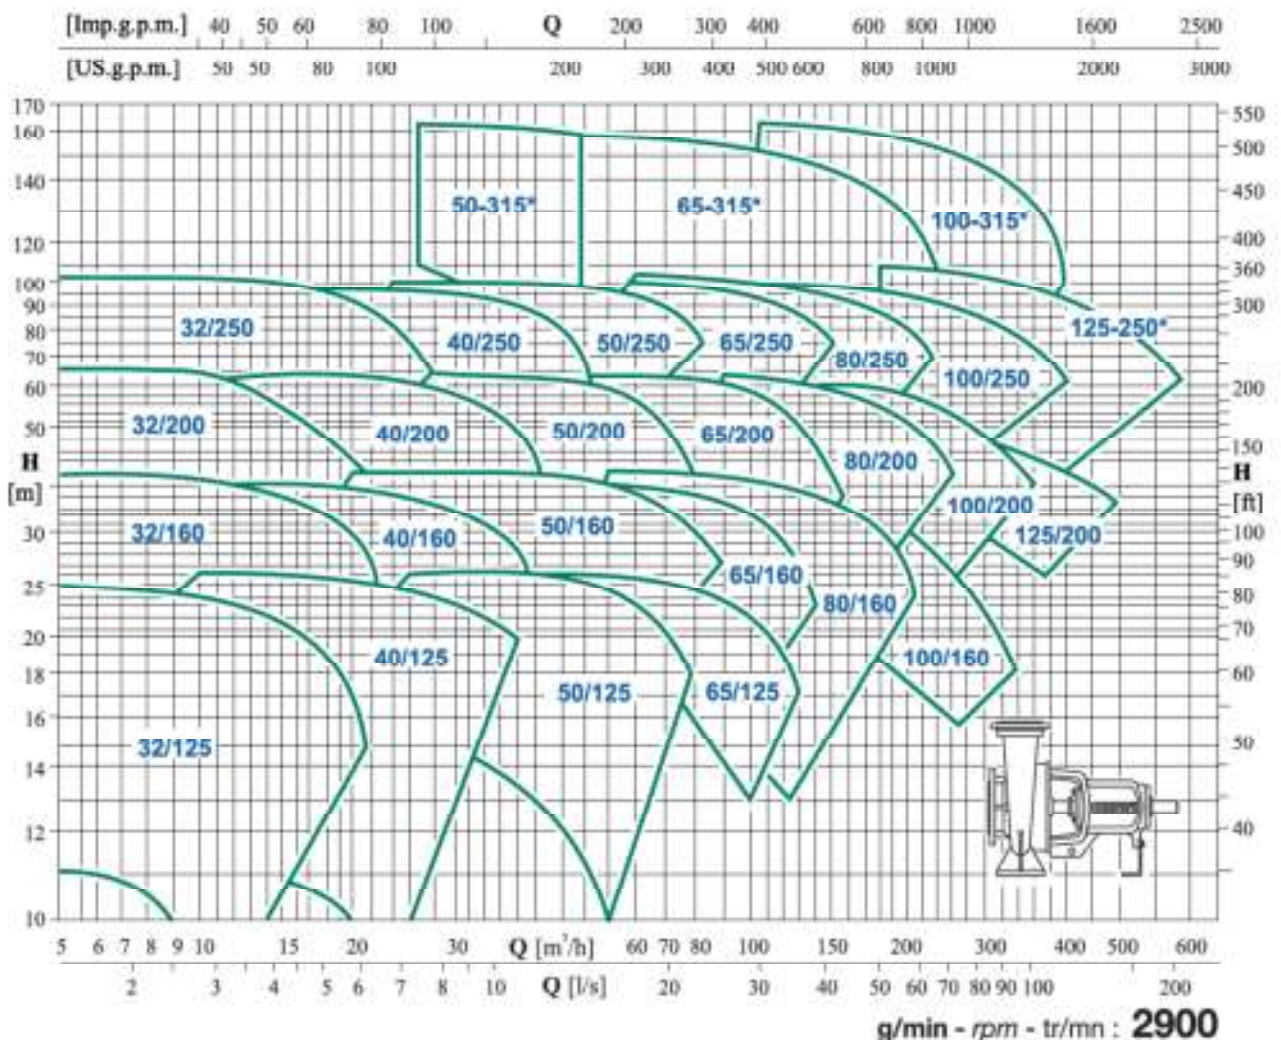 [Imp.g.p.m.] 40 50 60 80 100 Q 200 300 400 600 800 1000 1600 2500
[US.g.p.m.] 50 50 80 100 200 300 400 500 600 800 1000 2000 3000
170 550
160 500
140 450
50-315* 65-315* 100-315*
120 400
360
100 300
90
32/250 40/250 50/250 65/250 80/250 100/250 125-250*
80
70
60 200
32/200 40/200 50/200 65/200 80/200 100/200 125/200
50 150
H H
[m] [ft]
32/160 40/160 50/160 65/160 80/160 100/160
30 100
90
25 80
20 70
40/125 50/125 65/125
18 60
16
32/125 50
14
12 40
10
5 6 7 8 9 10 15 20 30 Q [m³/h] 60 70 80 100 150 200 300 400 500 600
2 3 4 5 6 7 8 10 Q [l/s] 20 30 40 50 60 70 80 90 100 200
g/min - rpm - tr/mn : 2900